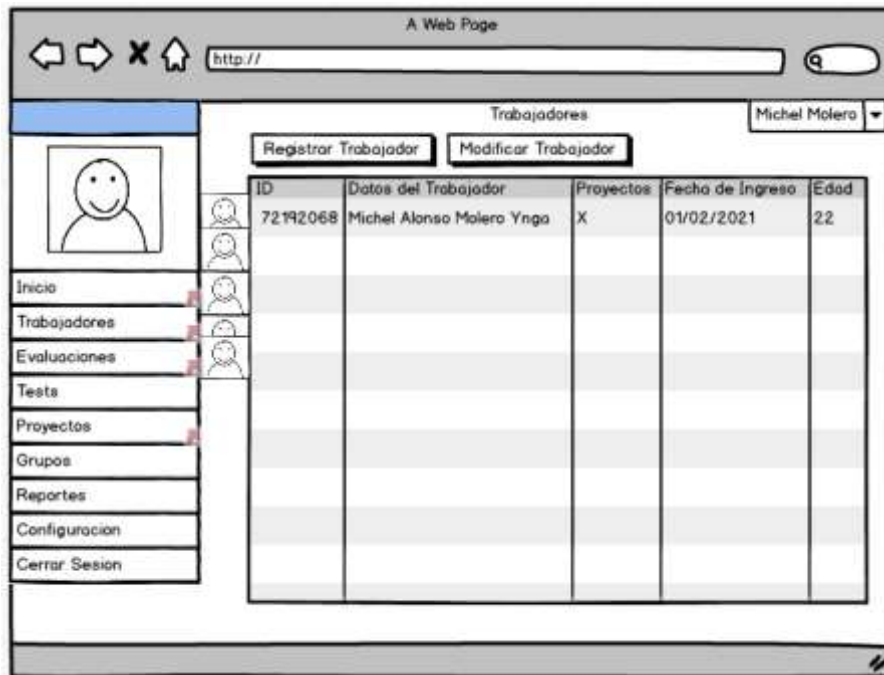 A Web Page
http://
Trabajadores
Michel Molero
Registrar Trabajador
Modificar Trabajador
ID Datos del Trabajador Proyectos Fecha de Ingreso Edad
72192068 Michel Alonso Molero Ynga X 01/02/2021 22
Inicio
Trabajadores
Evaluaciones
Tests
Proyectos
Grupos
Reportes
Configuracion
Cerrar Sesion